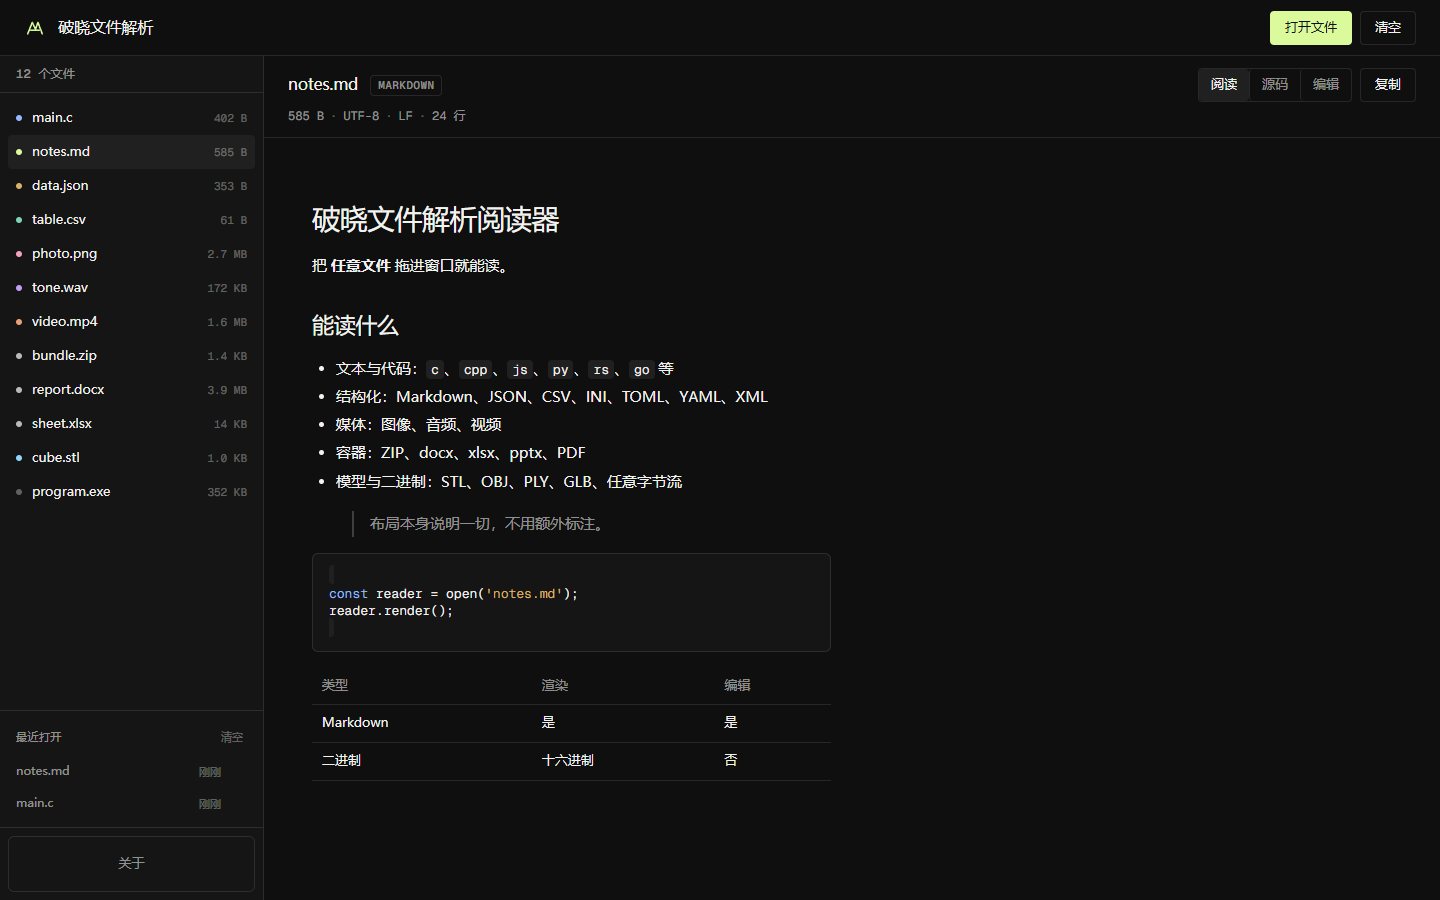 破晓文件解析
打开文件
清空
12 个文件
main.c 402 B
notes.md 585 B
data.json 353 B
table.csv 61 B
photo.png 2.7 MB
tone.wav 172 KB
video.mp4 1.6 MB
bundle.zip 1.4 KB
report.docx 3.9 MB
sheet.xlsx 14 KB
cube.stl 1.0 KB
program.exe 352 KB
最近打开 清空
notes.md 刚刚
main.c 刚刚
关于
notes.md MARKDOWN
阅读 源码 编辑 复制
585 B · UTF-8 · LF · 24 行
破晓文件解析阅读器
把 任意文件 拖进窗口就能读。
能读什么
• 文本与代码：c、cpp、js、py、rs、go 等
• 结构化：Markdown、JSON、CSV、INI、TOML、YAML、XML
• 媒体：图像、音频、视频
• 容器：ZIP、docx、xlsx、pptx、PDF
• 模型与二进制：STL、OBJ、PLY、GLB、任意字节流
布局本身说明一切，不用额外标注。
const reader = open('notes.md');
reader.render();
类型 渲染 编辑
Markdown 是 是
二进制 十六进制 否